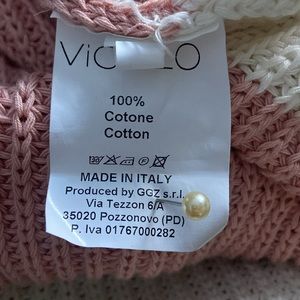 100%
Cotone
Cotton
MADE IN ITALY
Produced by GGZ s.r.l.
Via Tezzon 6/A
35020 Pozzonovo (PD)
P. Iva 01767000282